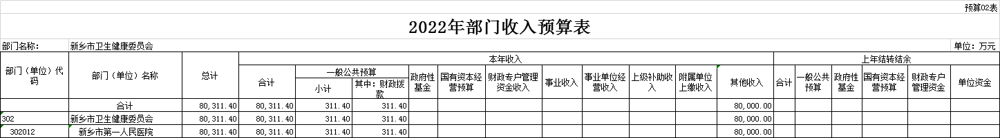 预算02表
2022年部门收入预算表
部门名称： 新乡市卫生健康委员会 单位：万元
部门（单位）代码 部门（单位）名称 总计 本年收入 上年结转结余
合计 一般公共预算 政府性基金 国有资本经营预算 财政专户管理资金收入 事业收入 事业单位经营收入 上级补助收入 附属单位上缴收入 其他收入 合计 一般公共预算 政府性基金 国有资本经营预算 财政专户管理资金 单位资金
小计 其中：财政拨款
合计 80,311.40 80,311.40 311.40 311.40 80,000.00
302 新乡市卫生健康委员会 80,311.40 80,311.40 311.40 311.40 80,000.00
302012 新乡市第一人民医院 80,311.40 80,311.40 311.40 311.40 80,000.00